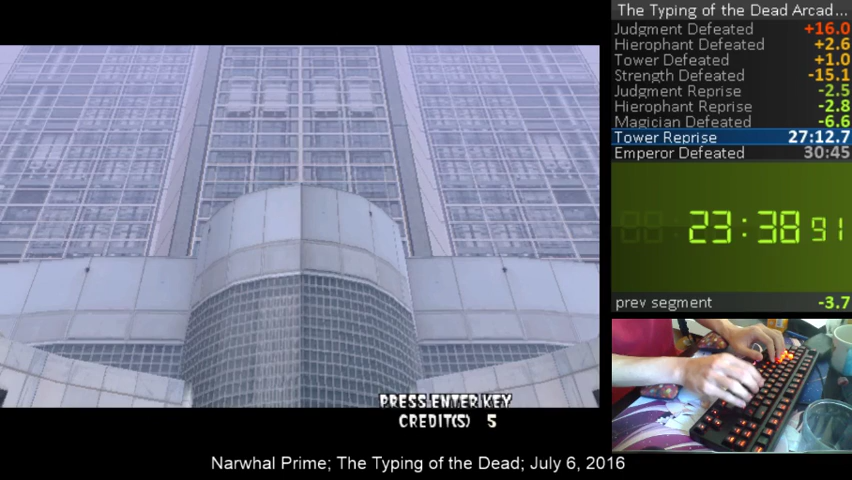 The Typing of the Dead Arcad...
Judgment Defeated +16.0
Hierophant Defeated +2.6
Tower Defeated +1.0
Strength Defeated -15.1
Judgment Reprise -2.5
Hierophant Reprise -2.8
Magician Defeated -6.6
Tower Reprise 27:12.7
Emperor Defeated 30:45
23:38 91
prev segment -3.7
PRESS ENTER KEY
CREDIT(S) 5
Narwhal Prime; The Typing of the Dead; July 6, 2016